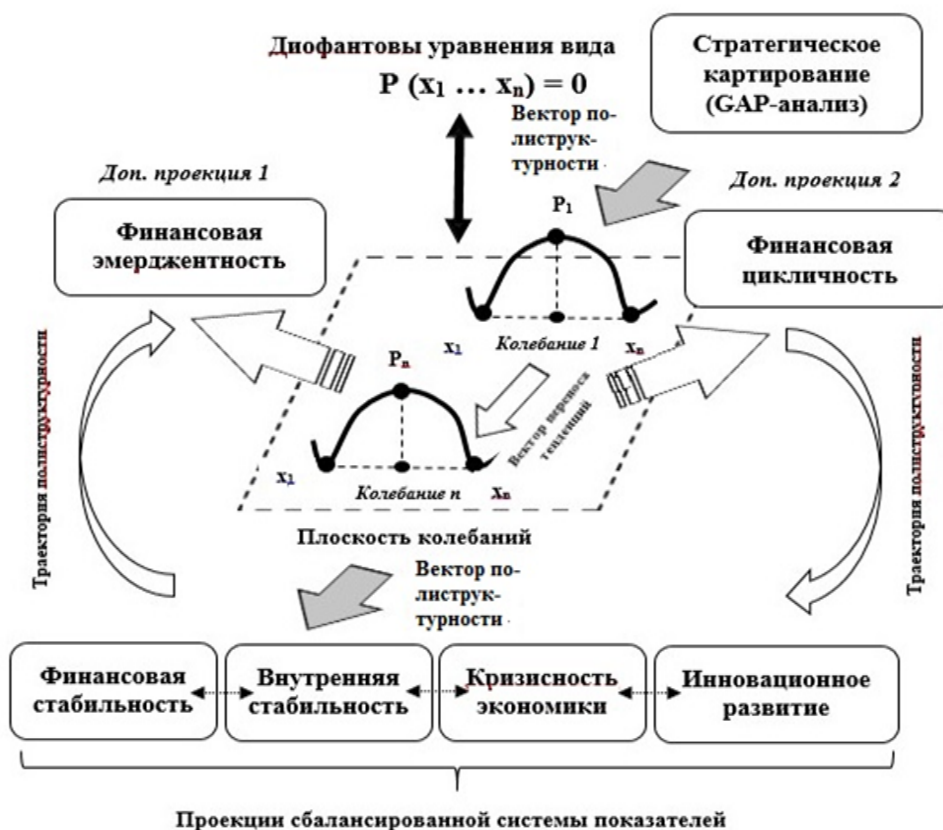 Диофантовы уравнения вида
P (x1 … xn) = 0
Стратегическое
картирование
(GAP-анализ)
Вектор по-
листрук-
турности
Доп. проекция 1
Доп. проекция 2
Финансовая
эмерджентность
P1
Финансовая
цикличность
x1
Колебание 1
xn
Pn
Вектор переноса
тенденций
x1
Колебание n
xn
Траектория полиструктурности
Траектория полиструктурности
Плоскость колебаний
Вектор по-
листрук-
турности
Финансовая
стабильность
Внутренняя
стабильность
Кризисность
экономики
Инновационное
развитие
Проекции сбалансированной системы показателей